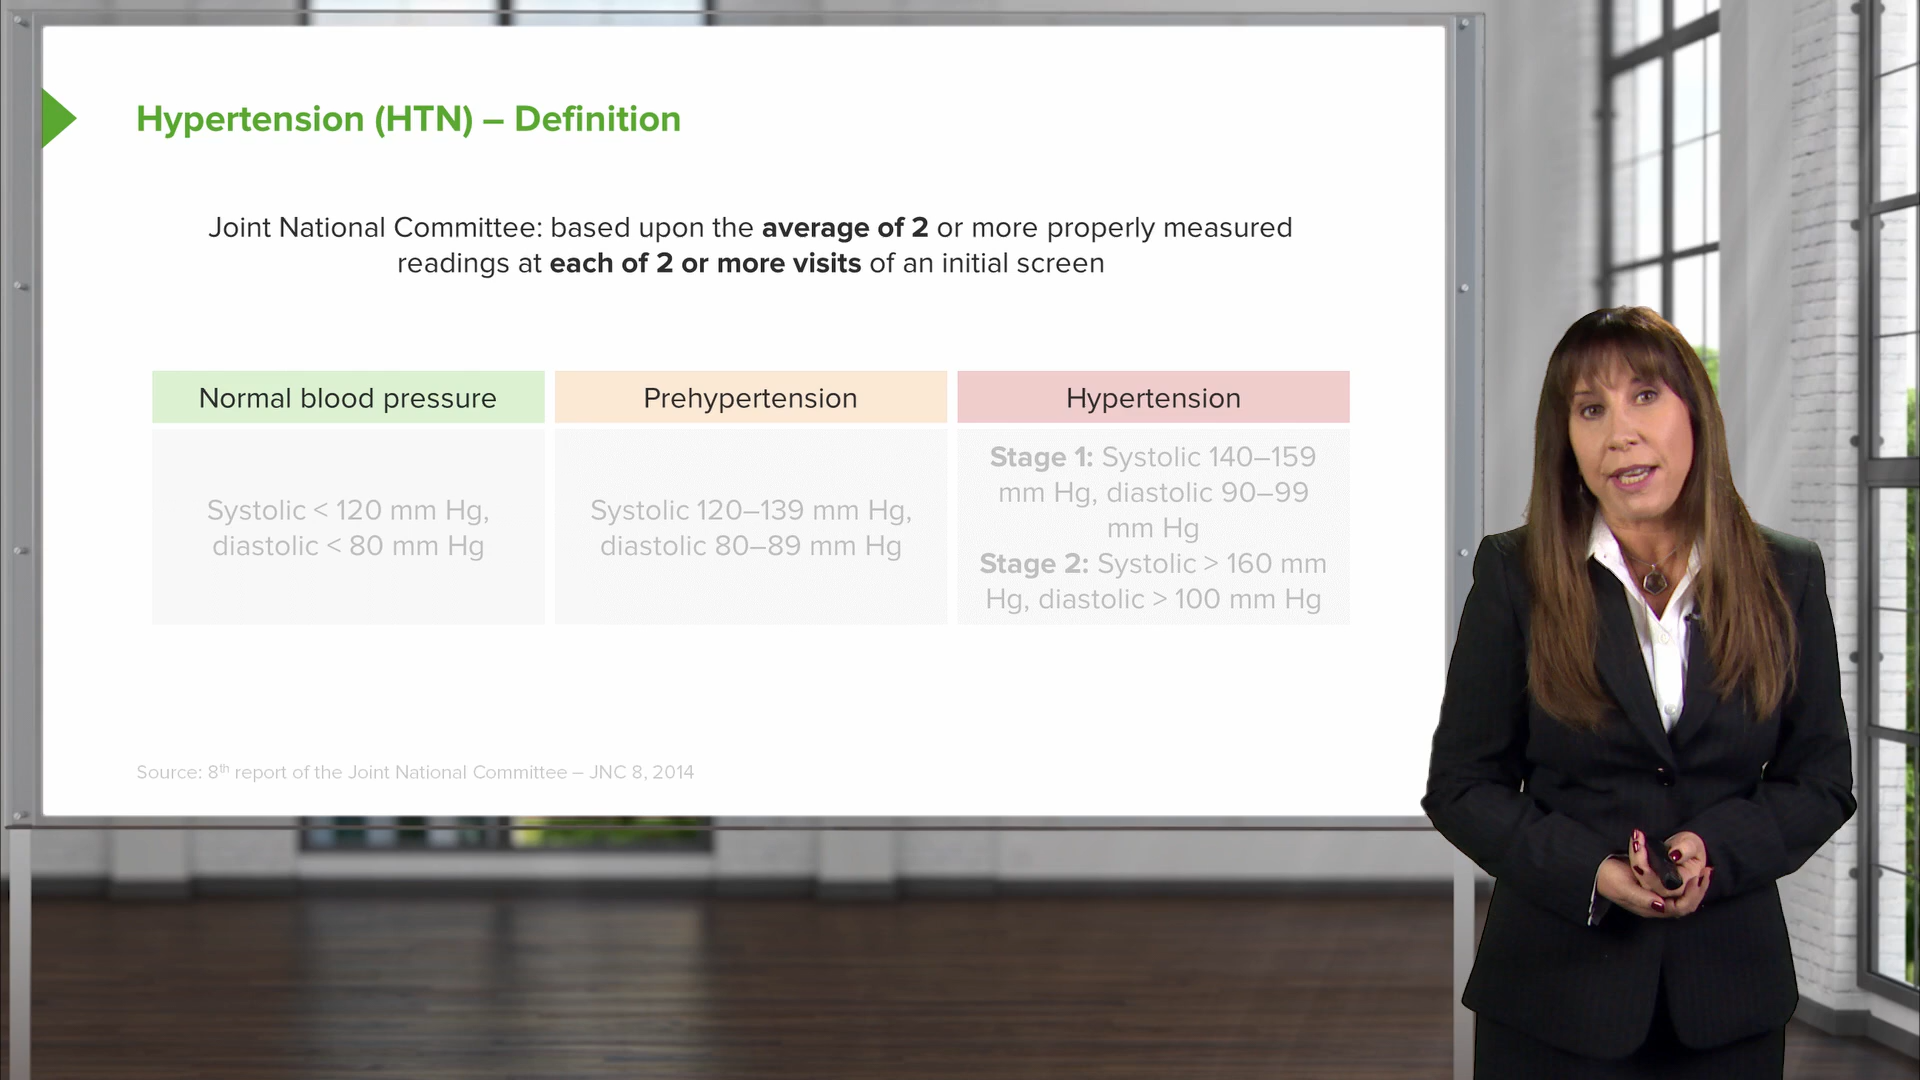 Hypertension (HTN) – Definition
Joint National Committee: based upon the average of 2 or more properly measured
readings at each of 2 or more visits of an initial screen
Normal blood pressure
Systolic < 120 mm Hg,
diastolic < 80 mm Hg
Prehypertension
Systolic 120–139 mm Hg,
diastolic 80–89 mm Hg
Hypertension
Stage 1: Systolic 140–159
mm Hg, diastolic 90–99
mm Hg
Stage 2: Systolic > 160 mm
Hg, diastolic > 100 mm Hg
Source: 8th report of the Joint National Committee – JNC 8, 2014